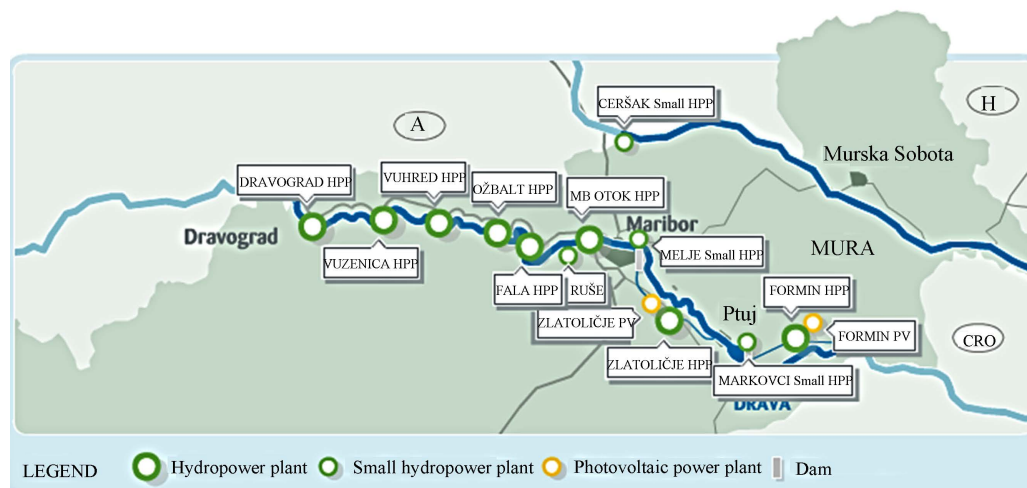 CERŠAK Small HPP
H
A
Murska Sobota
DRAVOGRAD HPP
VUHRED HPP
OŽBALT HPP
MB OTOK HPP
Maribor
Dravograd
MURA
VUZENICA HPP
MELJE Small HPP
FALA HPP
RUŠE
FORMIN HPP
Ptuj
ZLATOLIČJE PV
FORMIN PV
CRO
ZLATOLIČJE HPP
MARKOVCI Small HPP
DRAVA
LEGEND
Hydropower plant
Small hydropower plant
Photovoltaic power plant
Dam